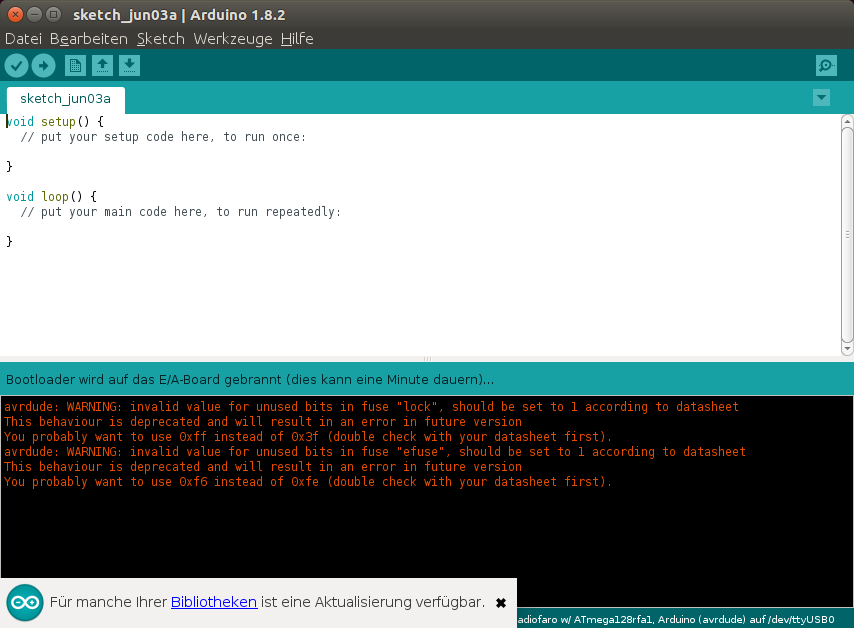 sketch_jun03a | Arduino 1.8.2
Datei Bearbeiten Sketch Werkzeuge Hilfe
sketch_jun03a
void setup() {
  // put your setup code here, to run once:
}
void loop() {
  // put your main code here, to run repeatedly:
}
Bootloader wird auf das E/A-Board gebrannt (dies kann eine Minute dauern)...
avrdude: WARNING: invalid value for unused bits in fuse "lock", should be set to 1 according to datasheet
This behaviour is deprecated and will result in an error in future version
You probably want to use 0xff instead of 0x3f (double check with your datasheet first).
avrdude: WARNING: invalid value for unused bits in fuse "efuse", should be set to 1 according to datasheet
This behaviour is deprecated and will result in an error in future version
You probably want to use 0xf6 instead of 0xfe (double check with your datasheet first).
Für manche Ihrer Bibliotheken ist eine Aktualisierung verfügbar.
adiofaro w/ ATmega128rfa1, Arduino (avrdude) auf /dev/ttyUSB0